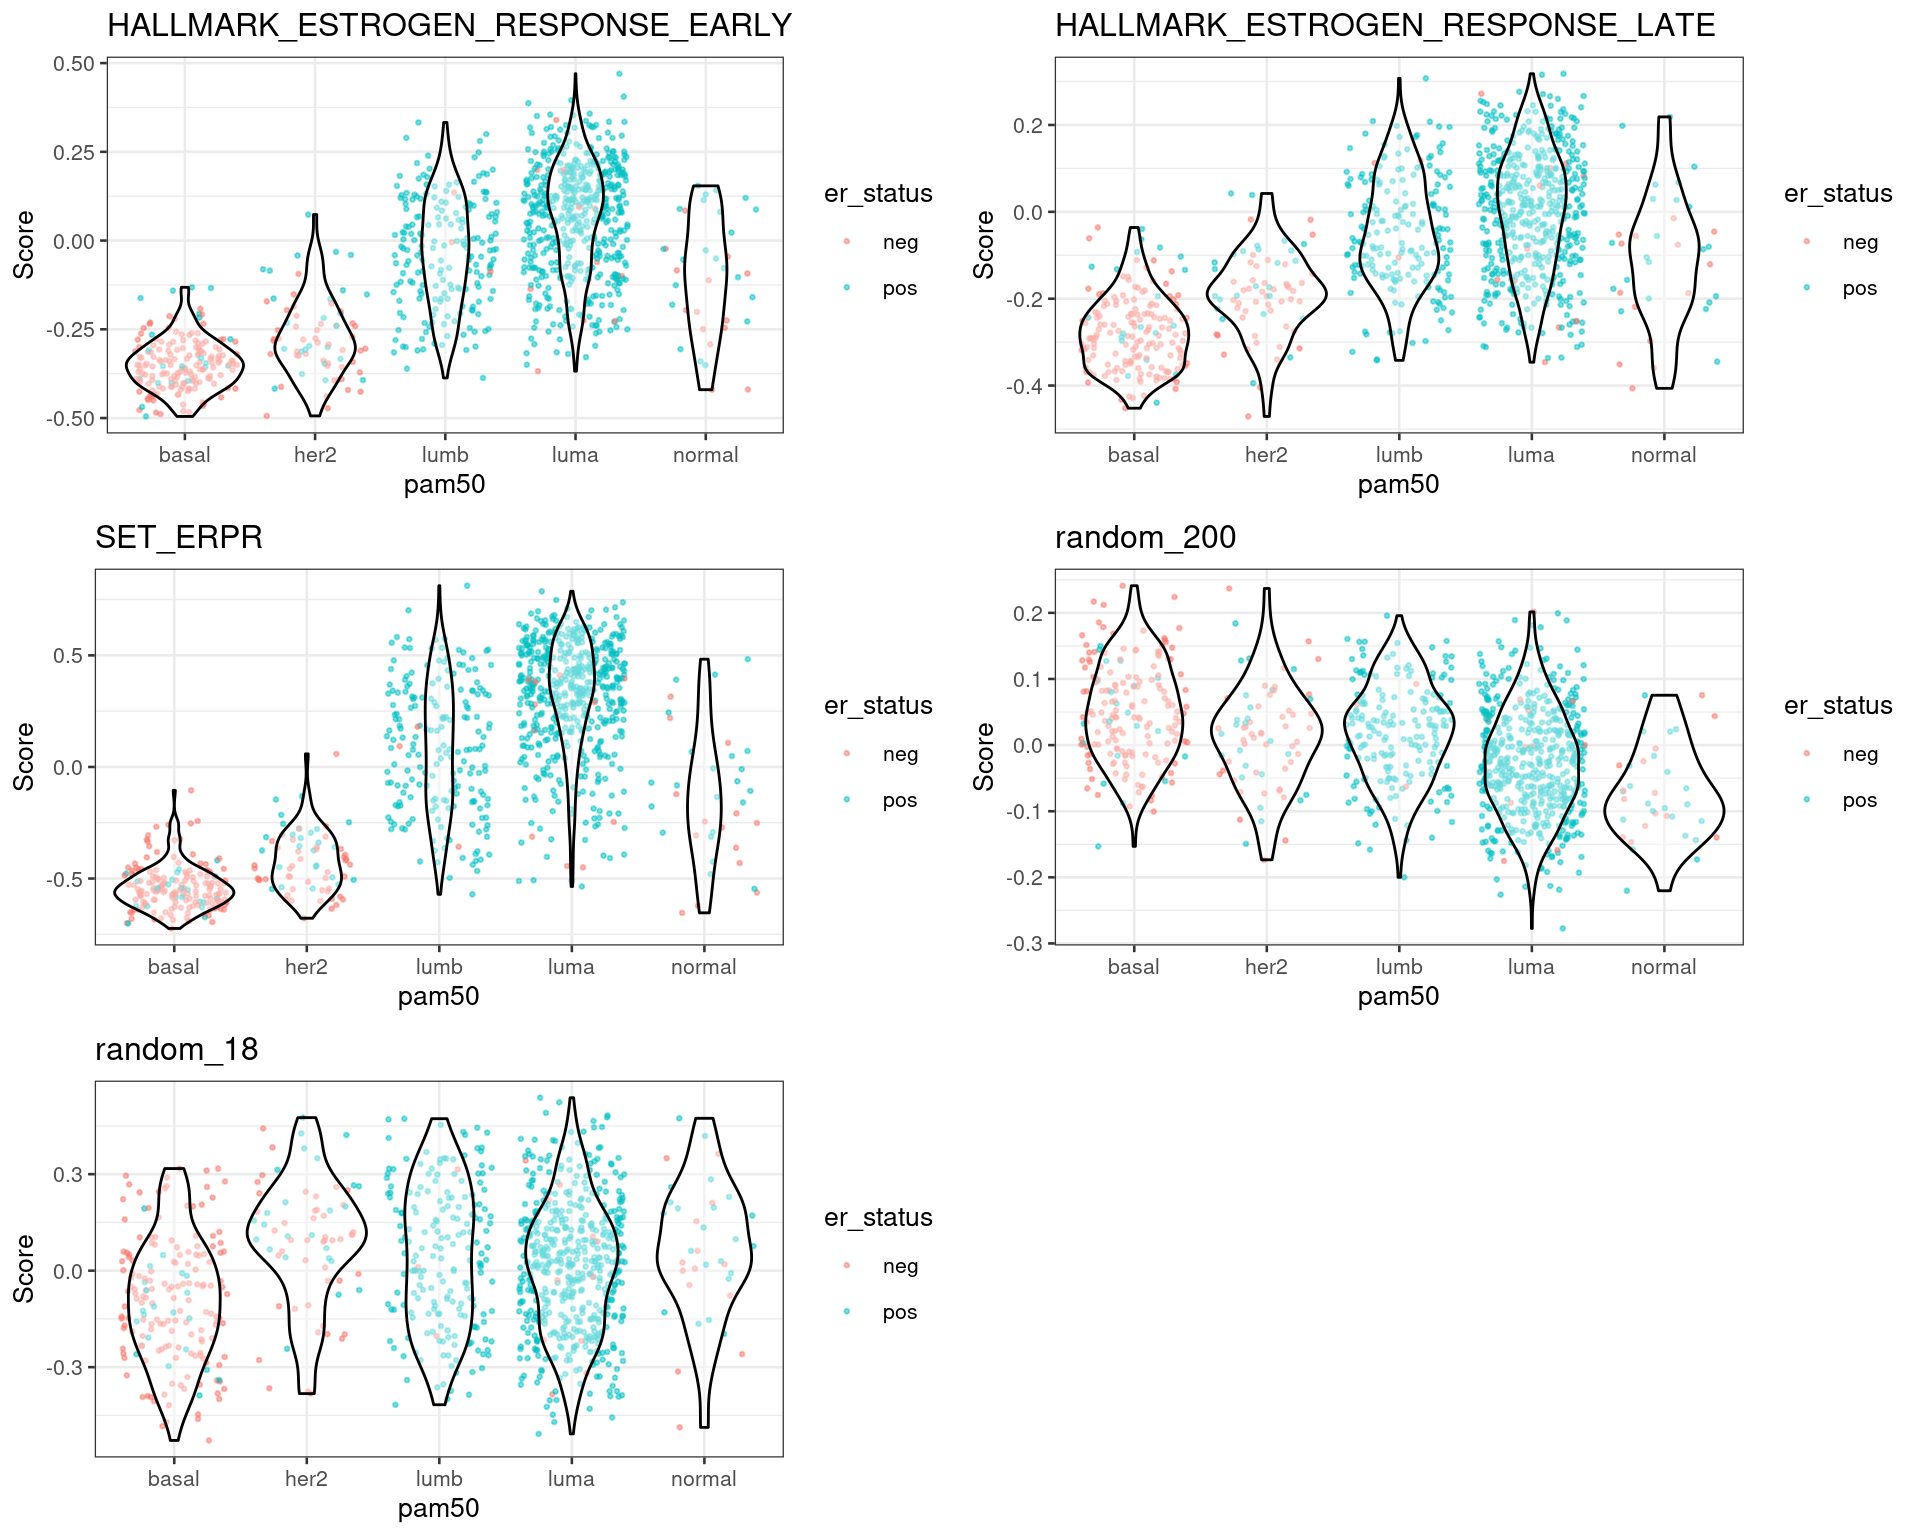 HALLMARK_ESTROGEN_RESPONSE_EARLY
0.50
0.25
0.00
-0.25
-0.50
Score
basal her2 lumb luma normal
pam50
er_status
neg
pos
HALLMARK_ESTROGEN_RESPONSE_LATE
0.2
0.0
-0.2
-0.4
Score
basal her2 lumb luma normal
pam50
er_status
neg
pos
SET_ERPR
0.5
0.0
-0.5
Score
basal her2 lumb luma normal
pam50
er_status
neg
pos
random_200
0.2
0.1
0.0
-0.1
-0.2
-0.3
Score
basal her2 lumb luma normal
pam50
er_status
neg
pos
random_18
0.3
0.0
-0.3
Score
basal her2 lumb luma normal
pam50
er_status
neg
pos